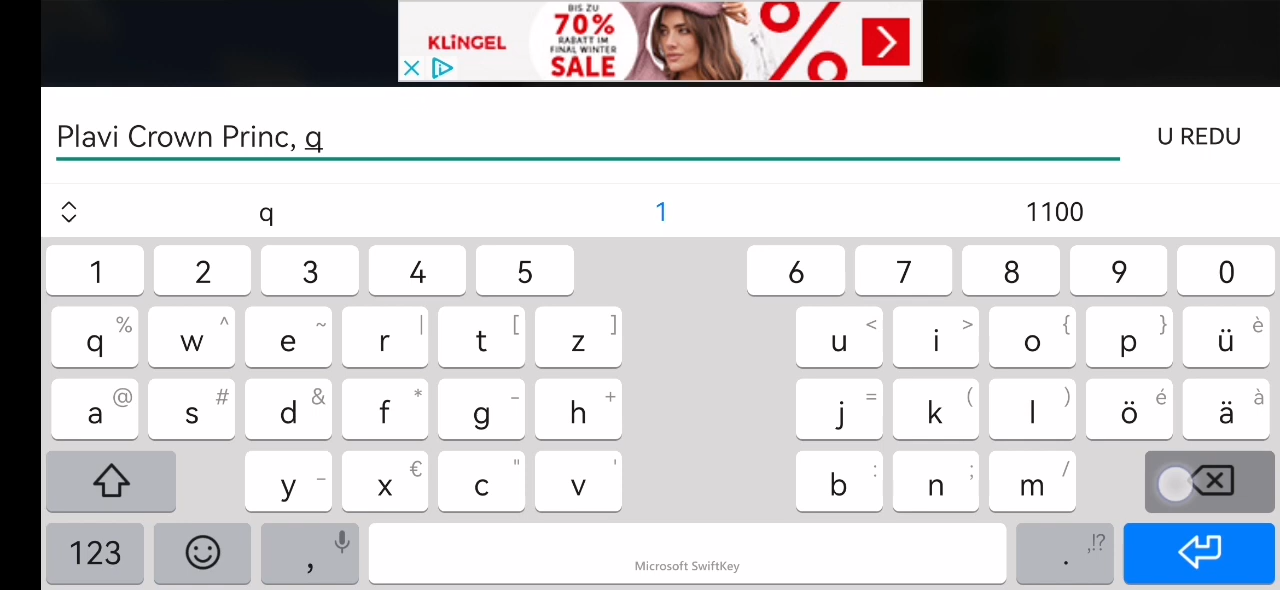 KLiNGEL
BIS ZU
70%
RABATT IM
FINAL WINTER
SALE
%
Plavi Crown Princ, q
U REDU
q 1 1100
1 2 3 4 5 6 7 8 9 0
q % w ^ e ~ r | t [ z ] u < i > o { p } ü è
a @ s # d & f * g - h + j = k ( l ) ö é ä à
y _ x € c " v ' b : n ; m /
123 , Microsoft SwiftKey . ,!?